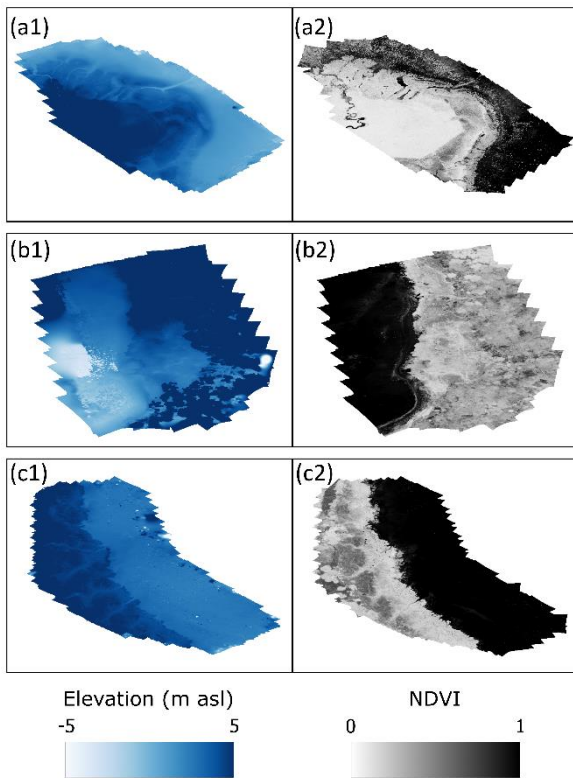 (a1) (a2)
(b1) (b2)
(c1) (c2)
Elevation (m asl) NDVI
-5 5 0 1